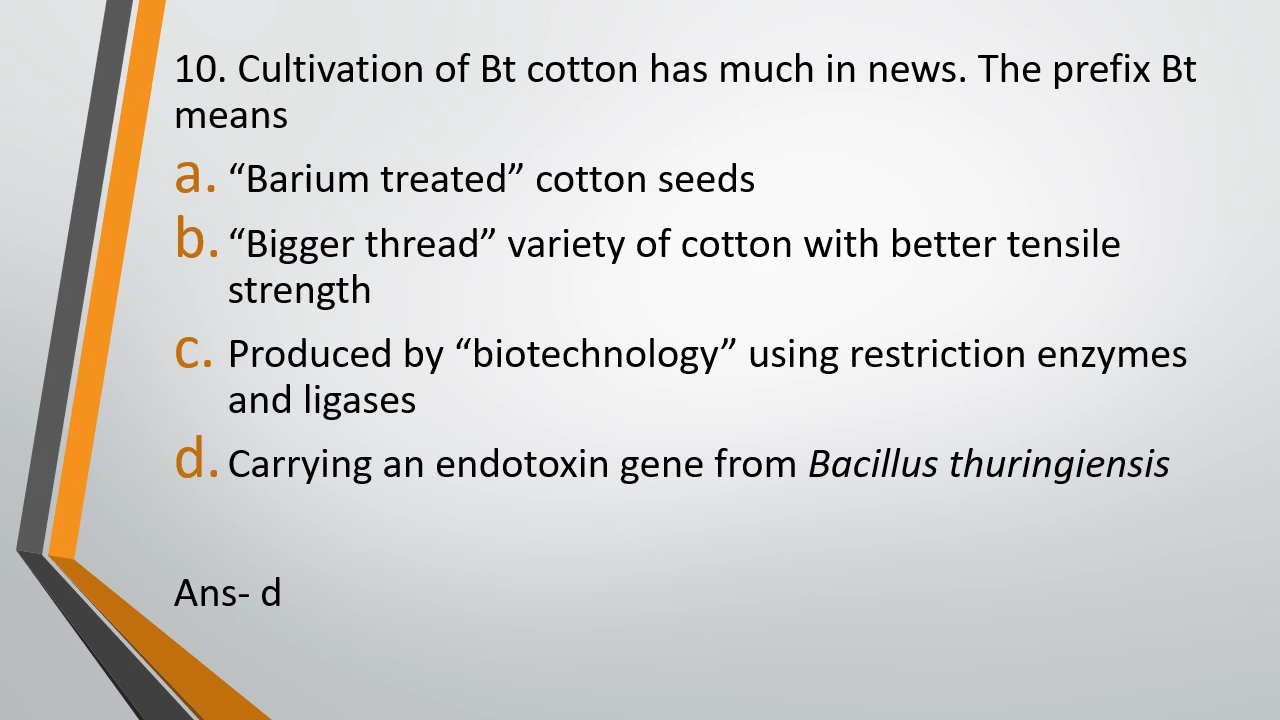 10. Cultivation of Bt cotton has much in news. The prefix Bt
means
a. “Barium treated” cotton seeds
b. “Bigger thread” variety of cotton with better tensile
strength
c. Produced by “biotechnology” using restriction enzymes
and ligases
d. Carrying an endotoxin gene from Bacillus thuringiensis
Ans- d